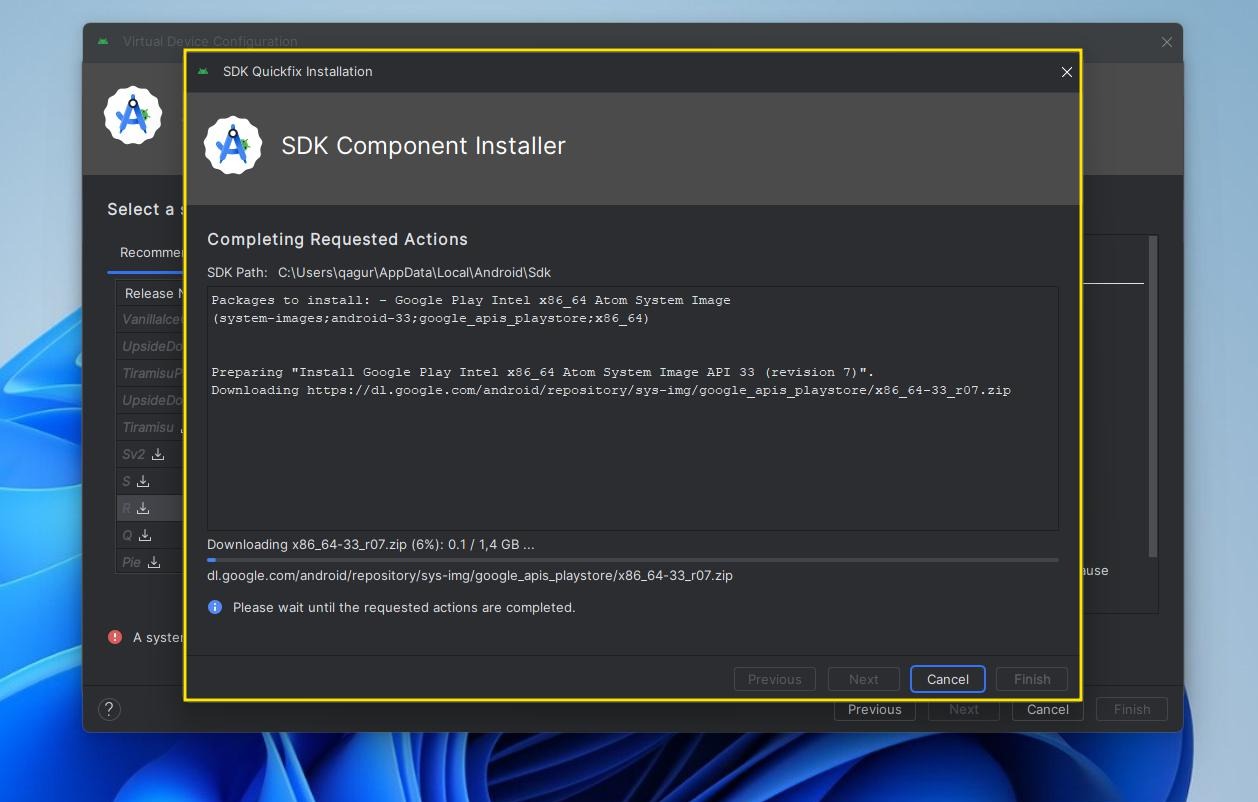 Virtual Device Configuration
SDK Quickfix Installation
SDK Component Installer
Select a
Completing Requested Actions
Recomme
SDK Path: C:\Users\qagur\AppData\Local\Android\Sdk
Release
Packages to install: - Google Play Intel x86_64 Atom System Image
(system-images;android-33;google_apis_playstore;x86_64)
VanillaIce
UpsideDo
TiramisuP
UpsideDo
Tiramisu
Sv2
S
R
Q
Pie
Preparing "Install Google Play Intel x86_64 Atom System Image API 33 (revision 7)".
Downloading https://dl.google.com/android/repository/sys-img/google_apis_playstore/x86_64-33_r07.zip
Downloading x86_64-33_r07.zip (6%): 0.1 / 1,4 GB ...
dl.google.com/android/repository/sys-img/google_apis_playstore/x86_64-33_r07.zip
ause
Please wait until the requested actions are completed.
A syste
Previous Next Cancel Finish
? Previous Next Cancel Finish